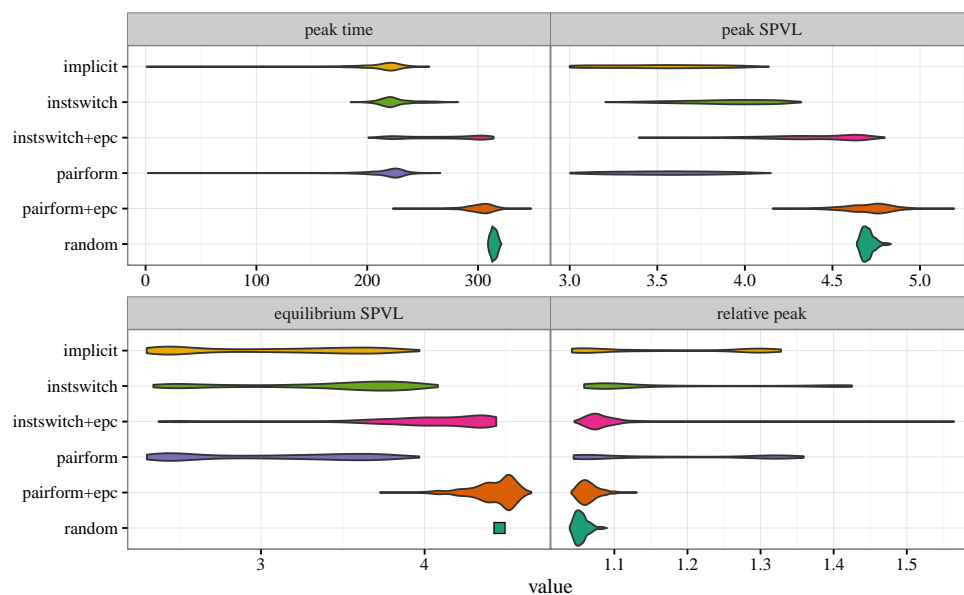 peak time
peak SPVL
implicit
instswitch
instswitch+epc
pairform
pairform+epc
random
0 100 200 300
3.0 3.5 4.0 4.5 5.0
equilibrium SPVL
relative peak
implicit
instswitch
instswitch+epc
pairform
pairform+epc
random
3 4
1.1 1.2 1.3 1.4 1.5
value